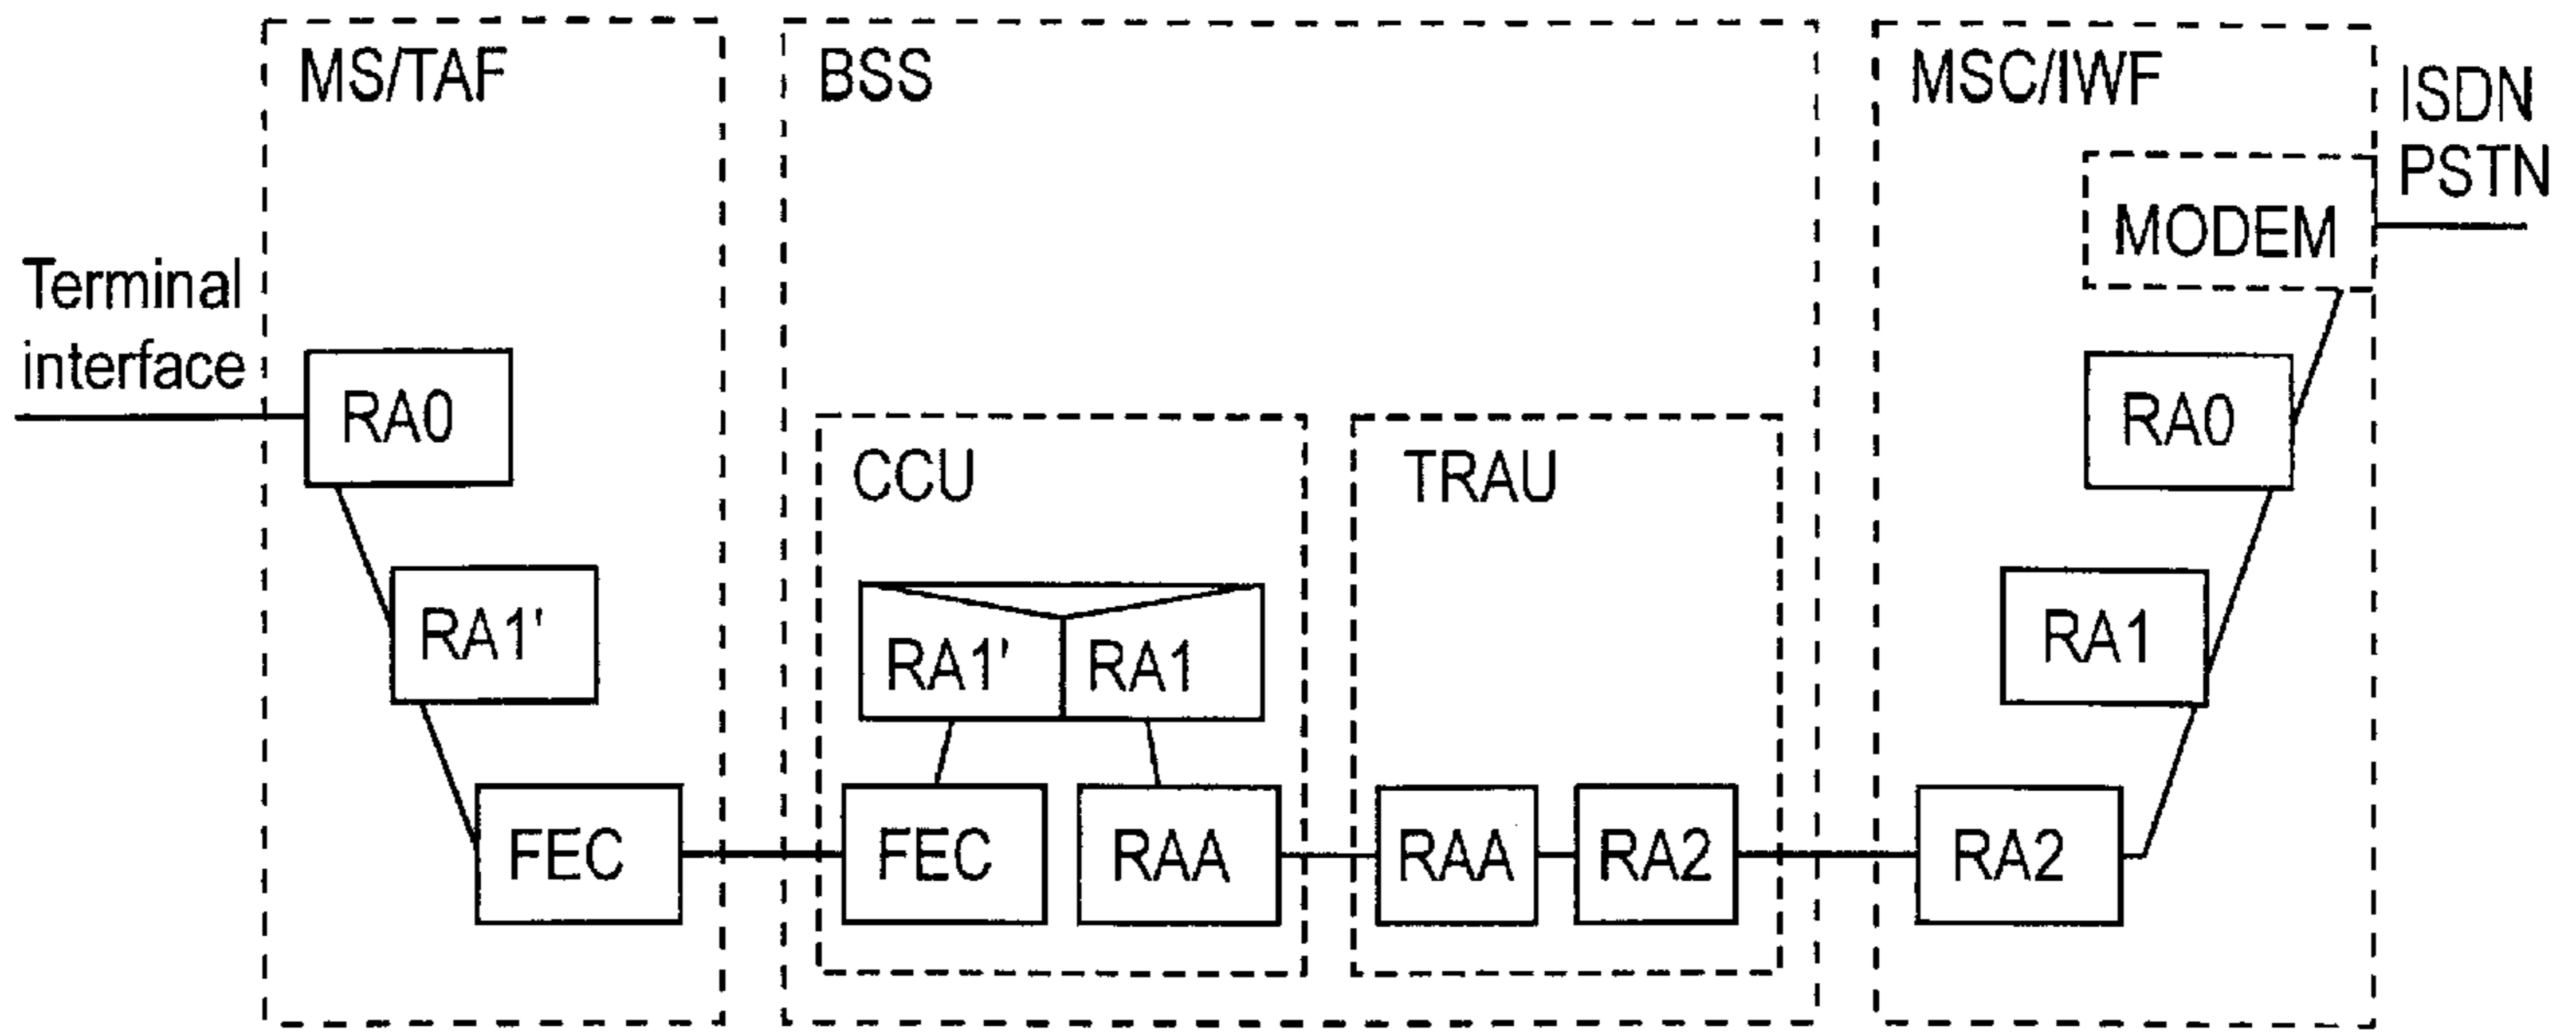 MS/TAF
BSS
MSC/IWF
ISDN
PSTN
MODEM
Terminal
interface
RA0
RA0
CCU
TRAU
RA1'
RA1'
RA1
RA1
FEC
FEC
RAA
RAA
RA2
RA2